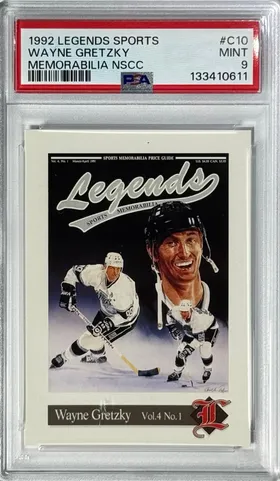 1992 LEGENDS SPORTS #C10
WAYNE GRETZKY MINT
MEMORABILIA NSCC 9
PSA 133410611
SPORTS MEMORABILIA PRICE GUIDE
Legends
SPORTS MEMORABILIA
Wayne Gretzky Vol.4 No.1
L